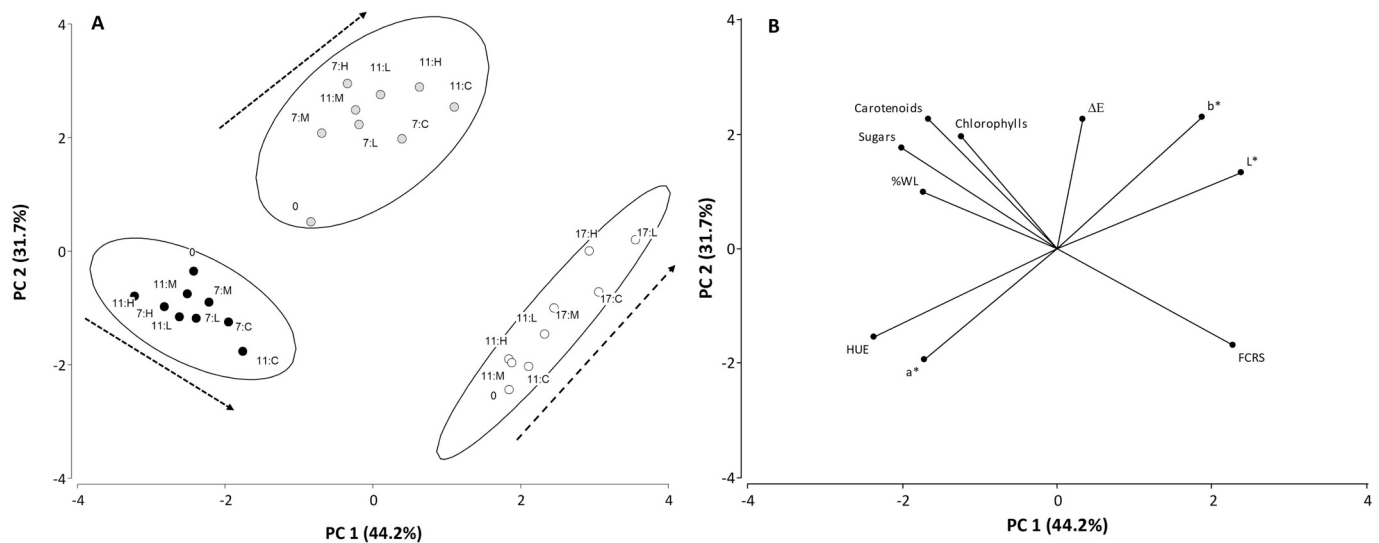 A
4
2
0
-2
-4
-4
-2
0
2
4
PC 2 (31.7%)
PC 1 (44.2%)
7:H
11:L
11:H
11:M
11:C
7:M
7:L
7:C
0
0
11:M
7:M
11:H
7:H
11:L
7:L
7:C
11:C
17:H
17:L
17:C
11:L
17:M
11:H
11:M
11:C
0
B
4
2
0
-2
-4
-4
-2
0
2
4
PC 2 (31.7%)
PC 1 (44.2%)
Carotenoids
Chlorophylls
ΔE
b*
Sugars
L*
%WL
HUE
a*
FCRS